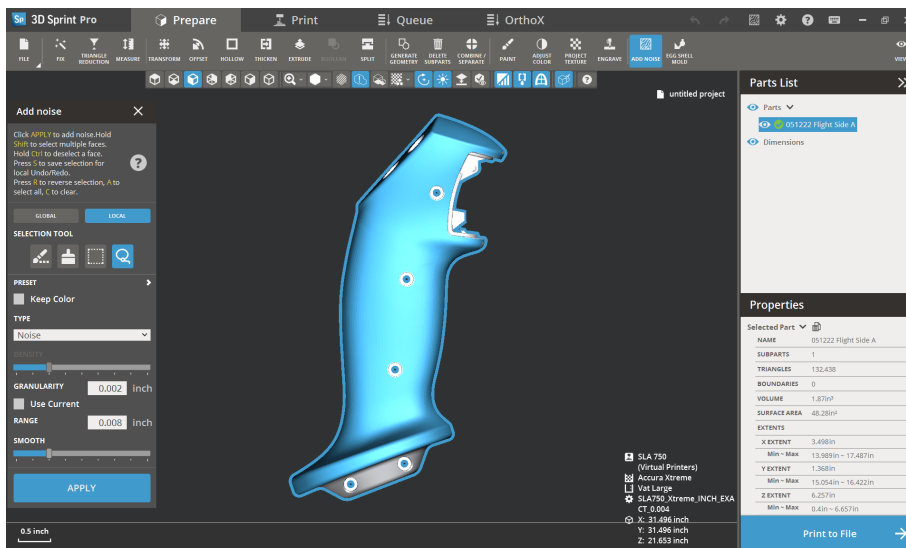 Sp 3D Sprint Pro
Prepare
Print
Queue
OrthoX
FILE
FIX
TRIANGLE REDUCTION
MEASURE
TRANSFORM
OFFSET
HOLLOW
THICKEN
EXTRUDE
BOOLEAN
SPLIT
GENERATE GEOMETRY
DELETE SUBPARTS
COMBINE / SEPARATE
PAINT
ADJUST COLOR
PROJECT TEXTURE
ENGRAVE
ADD NOISE
EGG SHELL MOLD
VIEW
untitled project
Add noise
Click APPLY to add noise.Hold
Shift to select multiple faces.
Hold Ctrl to deselect a face.
Press S to save selection for
local Undo/Redo.
Press R to reverse selection, A to
select all, C to clear.
GLOBAL
LOCAL
SELECTION TOOL
PRESET
Keep Color
TYPE
Noise
DENSITY
GRANULARITY 0.002 inch
Use Current
RANGE 0.008 inch
SMOOTH
APPLY
0.5 inch
SLA 750
(Virtual Printers)
Accura Xtreme
Vat Large
SLA750_Xtreme_INCH_EXA
CT_0.004
X: 31.496 inch
Y: 31.496 inch
Z: 21.653 inch
Parts List
Parts
051222 Flight Side A
Dimensions
Properties
Selected Part
NAME 051222 Flight Side A
SUBPARTS 1
TRIANGLES 132,438
BOUNDARIES 0
VOLUME 1.87in³
SURFACE AREA 48.28in²
EXTENTS
X EXTENT 3.498in
Min ~ Max 13.989in ~ 17.487in
Y EXTENT 1.368in
Min ~ Max 15.054in ~ 16.422in
Z EXTENT 6.257in
Min ~ Max 0.4in ~ 6.657in
Print to File